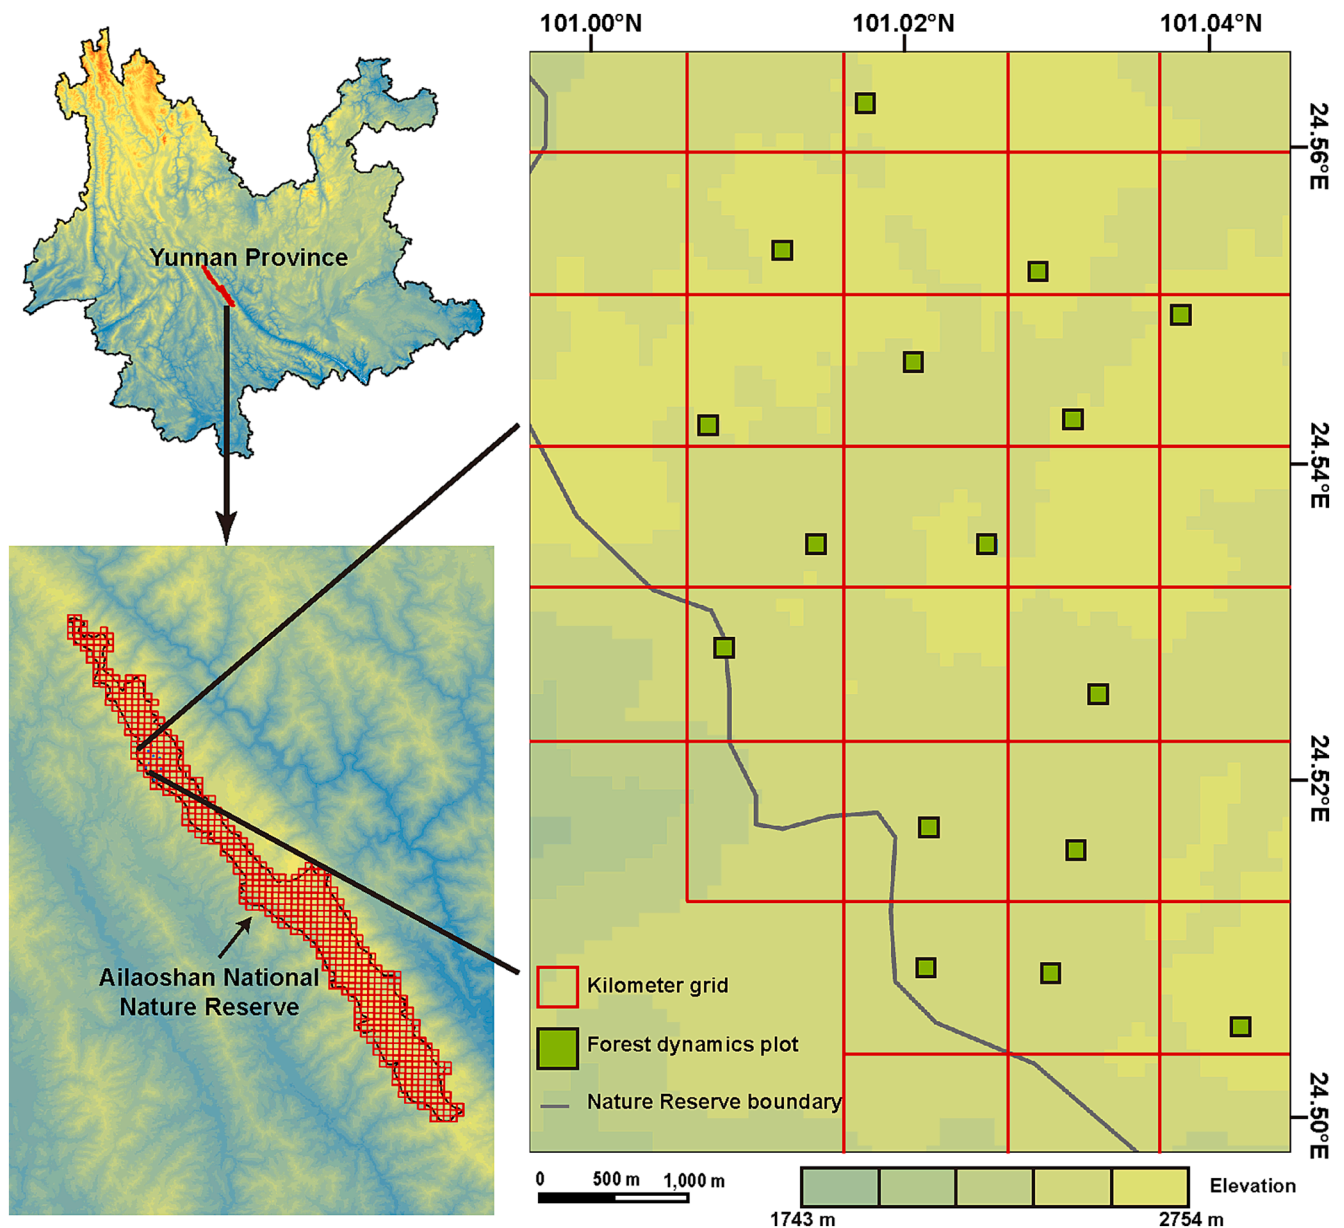 101.00°N
101.02°N
101.04°N
24.56°E
24.54°E
24.52°E
24.50°E
Yunnan Province
Ailaoshan National
Nature Reserve
Kilometer grid
Forest dynamics plot
Nature Reserve boundary
0
500 m
1,000 m
Elevation
1743 m
2754 m